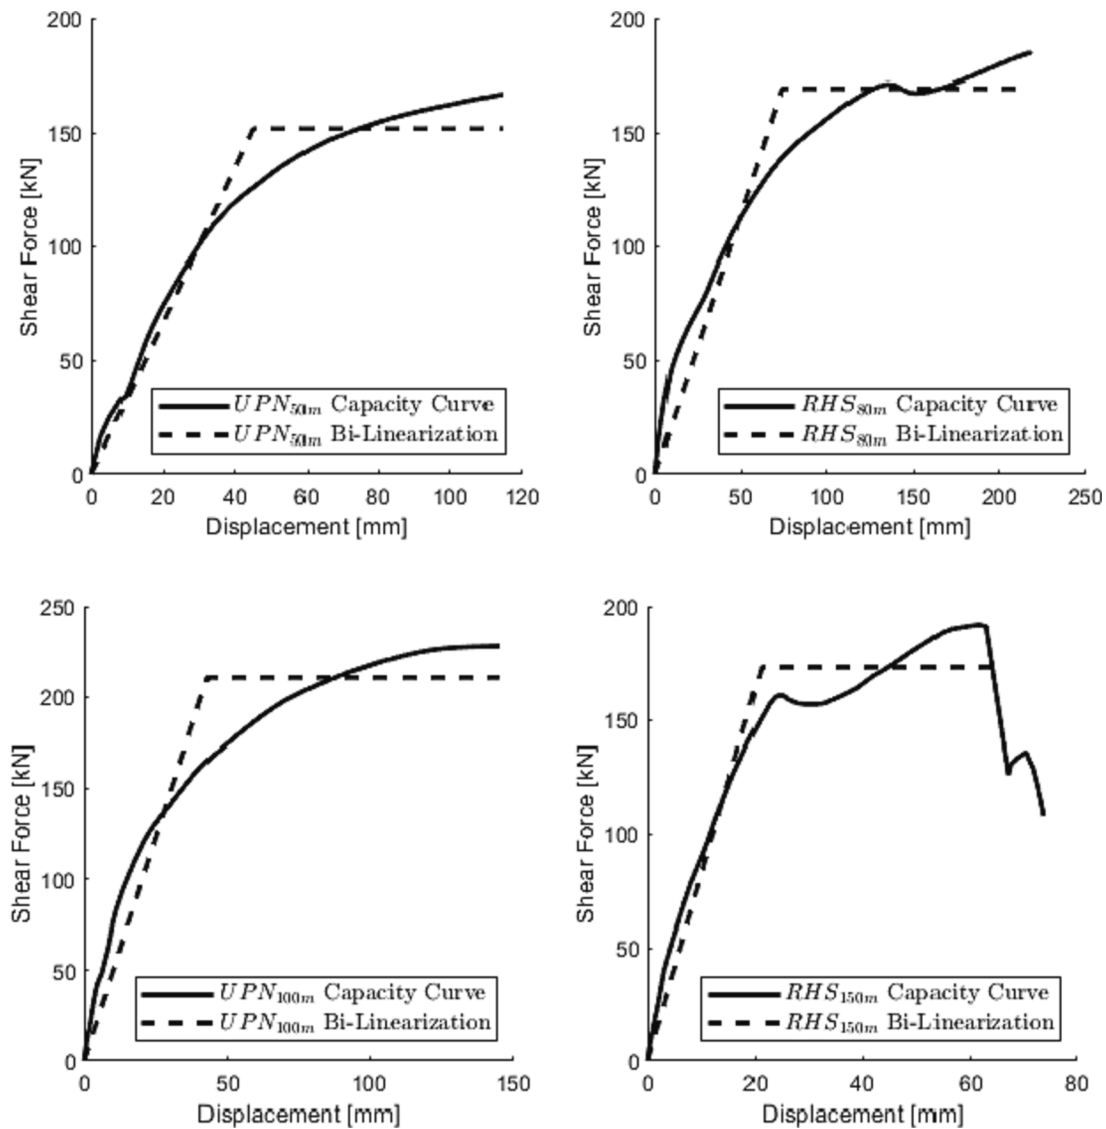 200
150
100
50
0
Shear Force [kN]
UPN50m Capacity Curve
UPN50m Bi-Linearization
0 20 40 60 80 100 120
Displacement [mm]
200
150
100
50
0
Shear Force [kN]
RHS80m Capacity Curve
RHS80m Bi-Linearization
0 50 100 150 200 250
Displacement [mm]
250
200
150
100
50
0
Shear Force [kN]
UPN100m Capacity Curve
UPN100m Bi-Linearization
0 50 100 150
Displacement [mm]
200
150
100
50
0
Shear Force [kN]
RHS150m Capacity Curve
RHS150m Bi-Linearization
0 20 40 60 80
Displacement [mm]